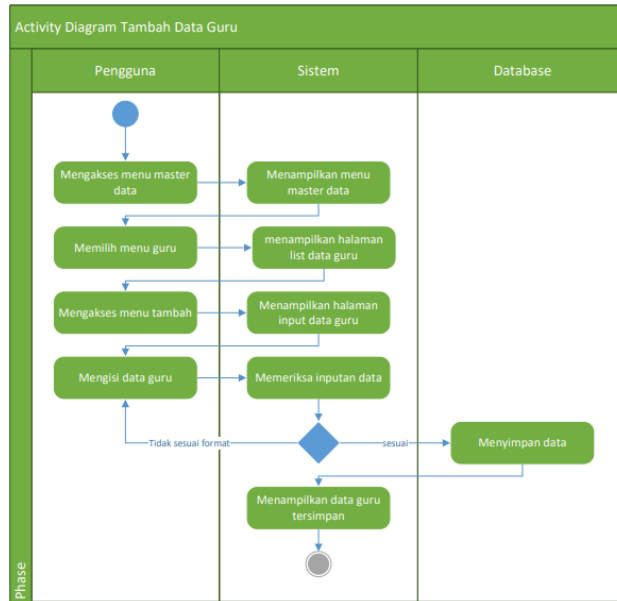 Activity Diagram Tambah Data Guru
Pengguna
Sistem
Database
Mengakses menu master
data
Menampilkan menu
master data
Memilih menu guru
menampilkan halaman
list data guru
Mengakses menu tambah
Menampilkan halaman
input data guru
Mengisi data guru
Memeriksa inputan data
Tidak sesuai format
sesuai
Menyimpan data
Menampilkan data guru
tersimpan
Phase